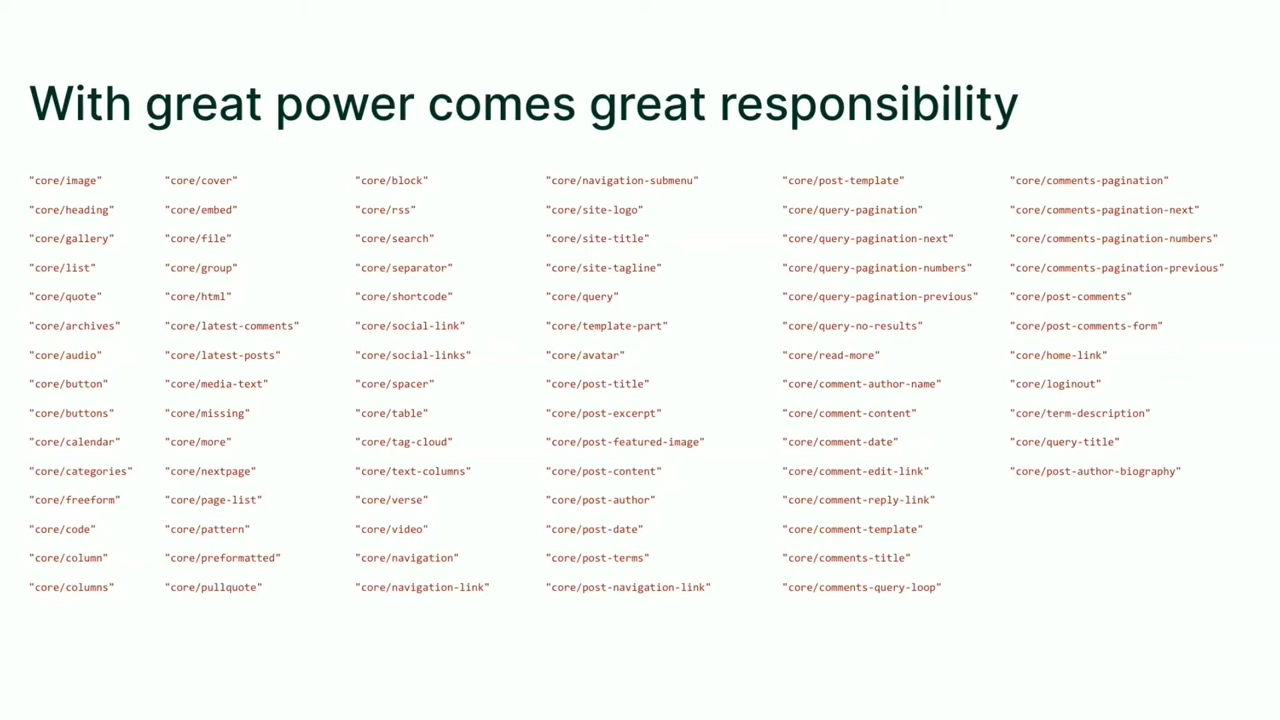 With great power comes great responsibility
"core/image"
"core/heading"
"core/gallery"
"core/list"
"core/quote"
"core/archives"
"core/audio"
"core/button"
"core/buttons"
"core/calendar"
"core/categories"
"core/freeform"
"core/code"
"core/column"
"core/columns"
"core/cover"
"core/embed"
"core/file"
"core/group"
"core/html"
"core/latest-comments"
"core/latest-posts"
"core/media-text"
"core/missing"
"core/more"
"core/nextpage"
"core/page-list"
"core/pattern"
"core/preformatted"
"core/pullquote"
"core/block"
"core/rss"
"core/search"
"core/separator"
"core/shortcode"
"core/social-link"
"core/social-links"
"core/spacer"
"core/table"
"core/tag-cloud"
"core/text-columns"
"core/verse"
"core/video"
"core/navigation"
"core/navigation-link"
"core/navigation-submenu"
"core/site-logo"
"core/site-title"
"core/site-tagline"
"core/query"
"core/template-part"
"core/avatar"
"core/post-title"
"core/post-excerpt"
"core/post-featured-image"
"core/post-content"
"core/post-author"
"core/post-date"
"core/post-terms"
"core/post-navigation-link"
"core/post-template"
"core/query-pagination"
"core/query-pagination-next"
"core/query-pagination-numbers"
"core/query-pagination-previous"
"core/query-no-results"
"core/read-more"
"core/comment-author-name"
"core/comment-content"
"core/comment-date"
"core/comment-edit-link"
"core/comment-reply-link"
"core/comment-template"
"core/comments-title"
"core/comments-query-loop"
"core/comments-pagination"
"core/comments-pagination-next"
"core/comments-pagination-numbers"
"core/comments-pagination-previous"
"core/post-comments"
"core/post-comments-form"
"core/home-link"
"core/loginout"
"core/term-description"
"core/query-title"
"core/post-author-biography"